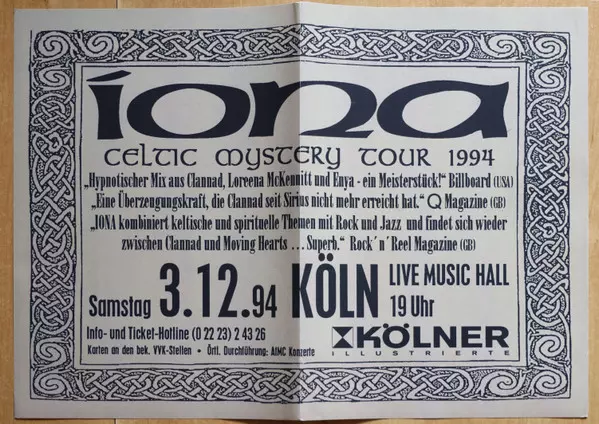 íona
CELTIC MYSTERY TOUR 1994
„Hypnotischer Mix aus Clannad, Loreena McKennitt und Enya - ein Meisterstück!“ Billboard (USA)
„Eine Überzeugungskraft, die Clannad seit Sirius nicht mehr erreicht hat.“ Q Magazine (GB)
„IONA kombiniert keltische und spirituelle Themen mit Rock und Jazz und findet sich wieder
zwischen Clannad und Moving Hearts ... Superb.“ Rock´n´Reel Magazine (GB)
Samstag 3.12.94 KÖLN LIVE MUSIC HALL
19 Uhr
Info- und Ticket-Hotline (0 22 23) 2 43 26
Karten an den bek. VVK-Stellen • Örtl. Durchführung: AIMC Konzerte
KÖLNER
ILLUSTRIERTE